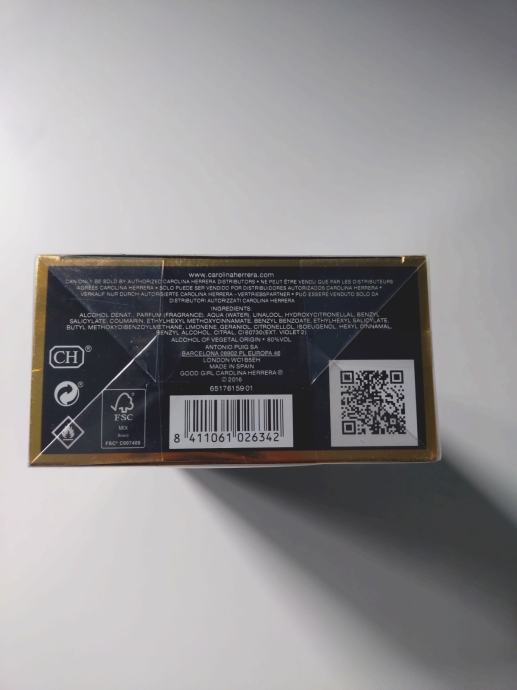 www.carolinaherrera.com
CAN ONLY BE SOLD BY AUTHORIZED CAROLINA HERRERA DISTRIBUTORS • NE PEUT ÊTRE VENDU QUE PAR LES DISTRIBUTEURS
AGRÉÉS CAROLINA HERRERA • SOLO PUEDE SER VENDIDO POR DISTRIBUIDORES AUTORIZADOS CAROLINA HERRERA •
VERKAUF NUR DURCH AUTORISIERTE CAROLINA HERRERA - VERTRIEBSPARTNER • PUÒ ESSERE VENDUTO SOLO DA
DISTRIBUTORI AUTORIZZATI CAROLINA HERRERA
INGREDIENTS:
ALCOHOL DENAT., PARFUM (FRAGRANCE), AQUA (WATER), LINALOOL, HYDROXYCITRONELLAL, BENZYL
SALICYLATE, COUMARIN, ETHYLHEXYL METHOXYCINNAMATE, BENZYL BENZOATE, ETHYLHEXYL SALICYLATE,
BUTYL METHOXYDIBENZOYLMETHANE, LIMONENE, GERANIOL, CITRONELLOL, ISOEUGENOL, HEXYL CINNAMAL,
BENZYL ALCOHOL, CITRAL, CI 60730 (EXT. VIOLET 2)
ALCOHOL OF VEGETAL ORIGIN • 80%VOL
ANTONIO PUIG SA
BARCELONA 08902 PL EUROPA 46
LONDON WC1B5EH
MADE IN SPAIN
GOOD GIRL CAROLINA HERRERA ®
© 2016
6517615901
CH
FSC
MIX
Board
FSC® C007409
8 411061 026342